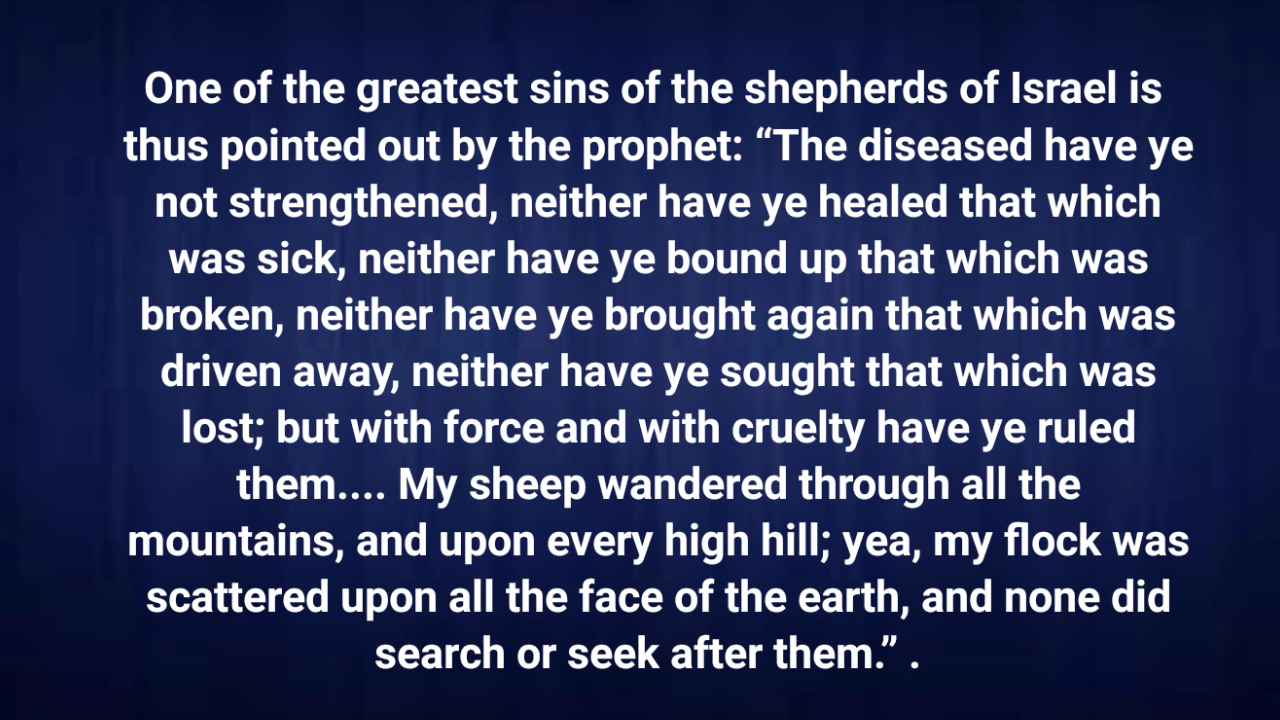 One of the greatest sins of the shepherds of Israel is
thus pointed out by the prophet: “The diseased have ye
not strengthened, neither have ye healed that which
was sick, neither have ye bound up that which was
broken, neither have ye brought again that which was
driven away, neither have ye sought that which was
lost; but with force and with cruelty have ye ruled
them.... My sheep wandered through all the
mountains, and upon every high hill; yea, my flock was
scattered upon all the face of the earth, and none did
search or seek after them.” .